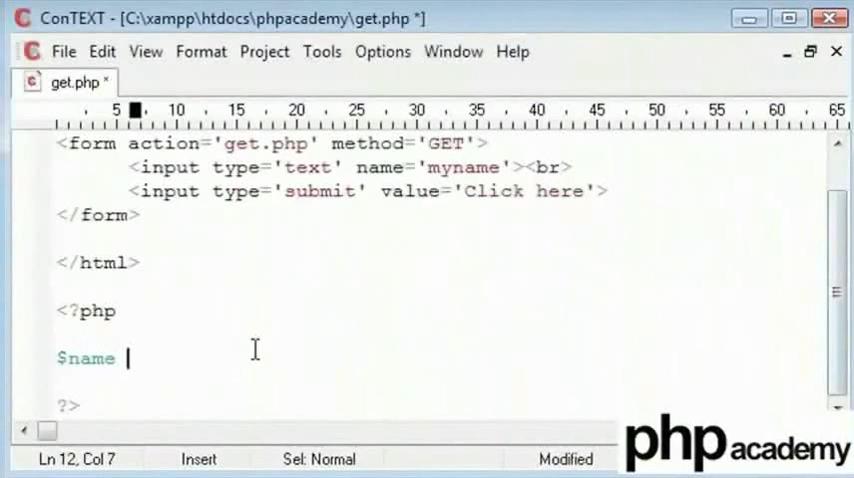 ConTEXT - [C:\xampp\htdocs\phpacademy\get.php *]
File Edit View Format Project Tools Options Window Help
get.php *
5 10 15 20 25 30 35 40 45 50 55 60 65
<form action='get.php' method='GET'>
<input type='text' name='myname'><br>
<input type='submit' value='Click here'>
</form>
</html>
<?php
$name
?>
Ln 12, Col 7 Insert Sel: Normal Modified
php academy